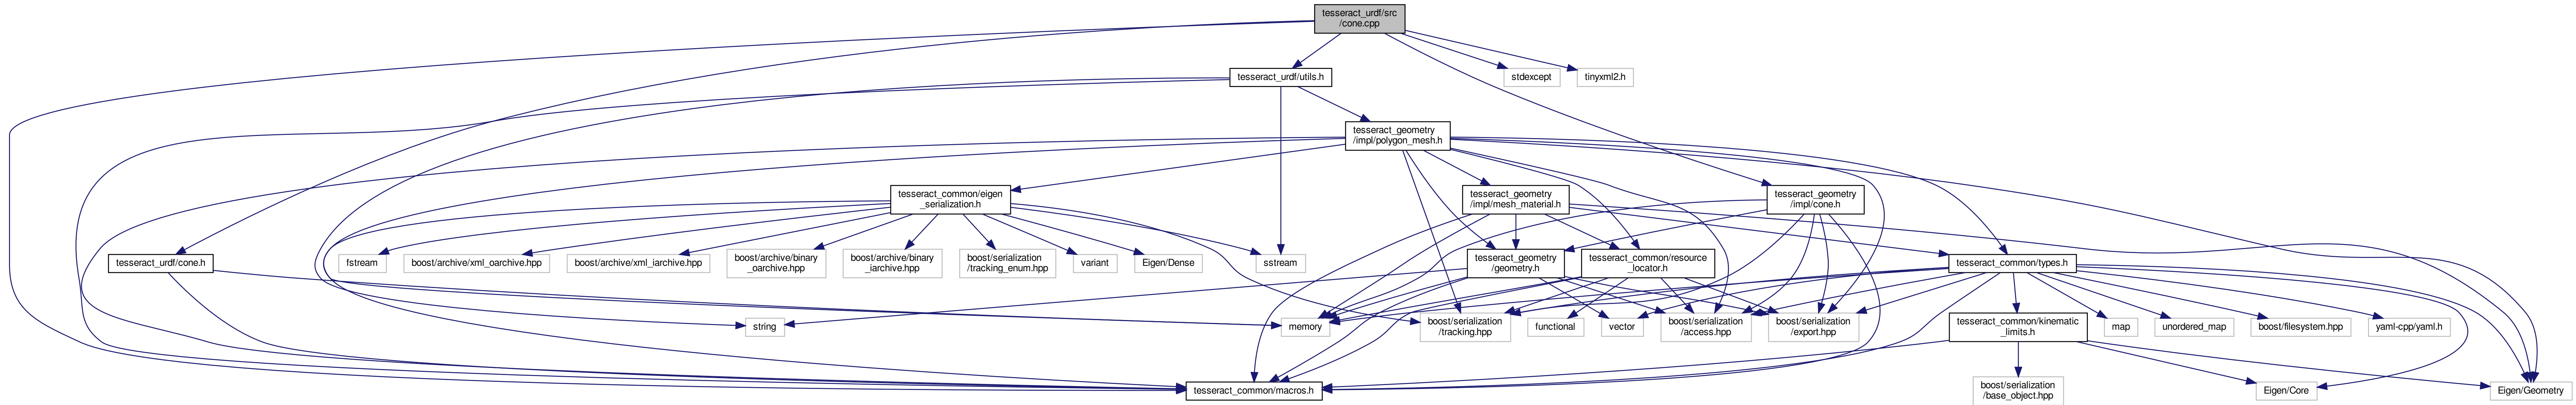 tesseract_urdf/src
/cone.cpp
tesseract_urdf/utils.h
stdexcept
tinyxml2.h
tesseract_geometry
/impl/polygon_mesh.h
tesseract_common/eigen
_serialization.h
tesseract_geometry
/impl/mesh_material.h
tesseract_geometry
/impl/cone.h
tesseract_urdf/cone.h
fstream
boost/archive/xml_oarchive.hpp
boost/archive/xml_iarchive.hpp
boost/archive/binary
_oarchive.hpp
boost/archive/binary
_iarchive.hpp
boost/serialization
/tracking_enum.hpp
variant
Eigen/Dense
sstream
tesseract_geometry
/geometry.h
tesseract_common/resource
_locator.h
tesseract_common/types.h
string
memory
boost/serialization
/tracking.hpp
functional
vector
boost/serialization
/access.hpp
boost/serialization
/export.hpp
tesseract_common/kinematic
_limits.h
map
unordered_map
boost/filesystem.hpp
yaml-cpp/yaml.h
tesseract_common/macros.h
boost/serialization
/base_object.hpp
Eigen/Core
Eigen/Geometry